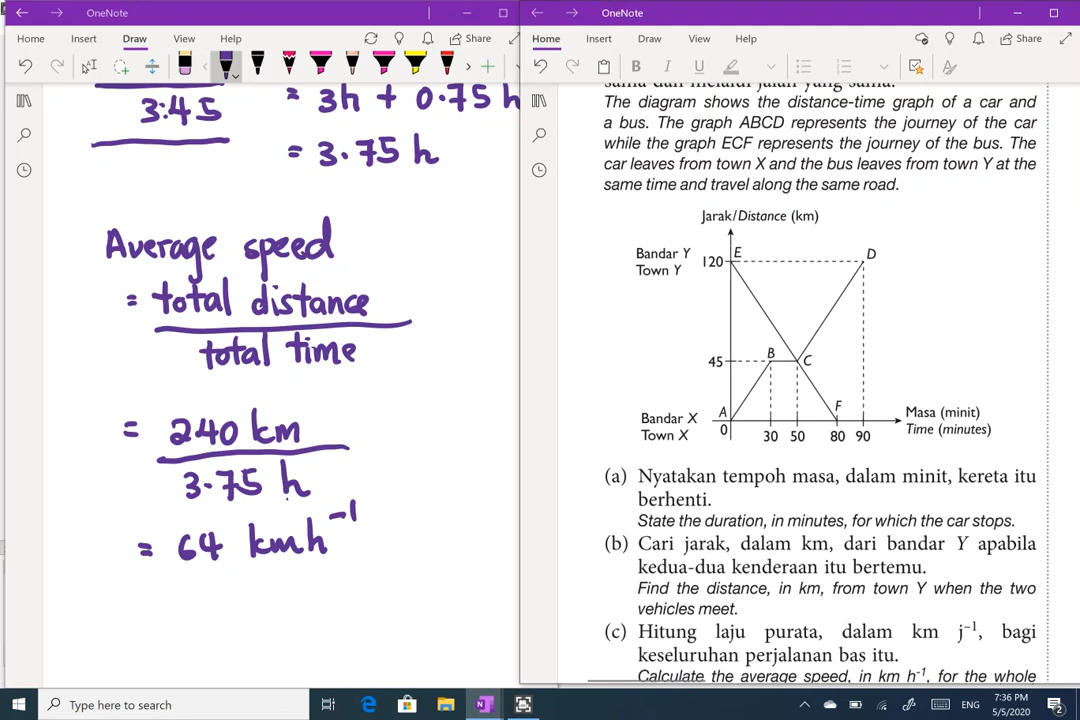 OneNote
Home Insert Draw View Help Share
3:45
= 3h + 0.75 h
= 3.75 h
Average speed
= total distance
total time
= 240 km
3.75 h
= 64 kmh⁻¹
OneNote
Home Insert Draw View Help Share
B I U
sama dan melalui jalan yang sama.
The diagram shows the distance-time graph of a car and
a bus. The graph ABCD represents the journey of the car
while the graph ECF represents the journey of the bus. The
car leaves from town X and the bus leaves from town Y at the
same time and travel along the same road.
Jarak/Distance (km)
Bandar Y
Town Y
120
E
D
45
B
C
Bandar X
Town X
A
F
0 30 50 80 90
Masa (minit)
Time (minutes)
(a) Nyatakan tempoh masa, dalam minit, kereta itu
berhenti.
State the duration, in minutes, for which the car stops.
(b) Cari jarak, dalam km, dari bandar Y apabila
kedua-dua kenderaan itu bertemu.
Find the distance, in km, from town Y when the two
vehicles meet.
(c) Hitung laju purata, dalam km j⁻¹, bagi
keseluruhan perjalanan bas itu.
Calculate the average speed, in km h⁻¹, for the whole
Type here to search
ENG
7:36 PM
5/5/2020
2